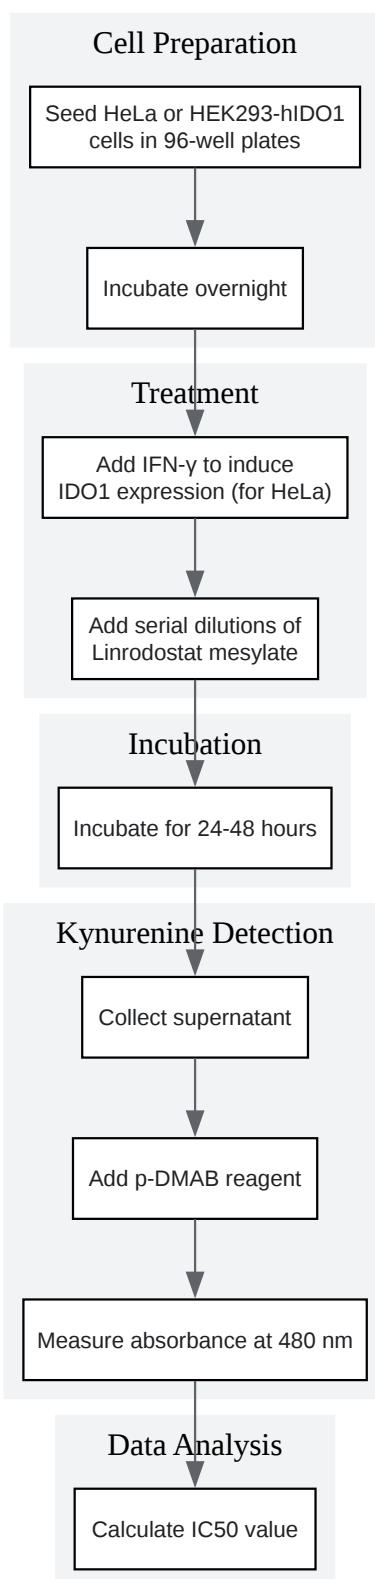 Cell Preparation
Seed HeLa or HEK293-hIDO1
cells in 96-well plates
Incubate overnight
Treatment
Add IFN-γ to induce
IDO1 expression (for HeLa)
Add serial dilutions of
Linrodostat mesylate
Incubation
Incubate for 24-48 hours
Kynurenine Detection
Collect supernatant
Add p-DMAB reagent
Measure absorbance at 480 nm
Data Analysis
Calculate IC50 value